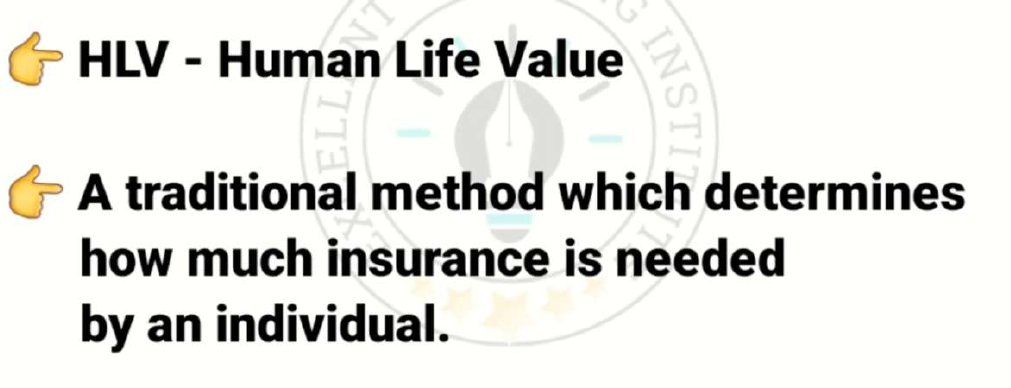 👉 HLV - Human Life Value
👉 A traditional method which determines
how much insurance is needed
by an individual.